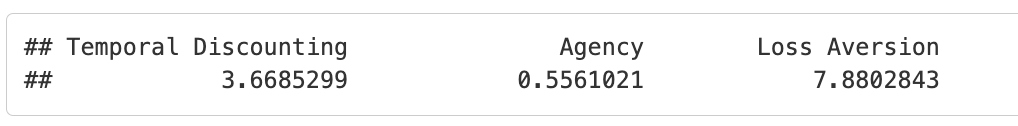 ## Temporal Discounting Agency Loss Aversion
## 3.6685299 0.5561021 7.8802843